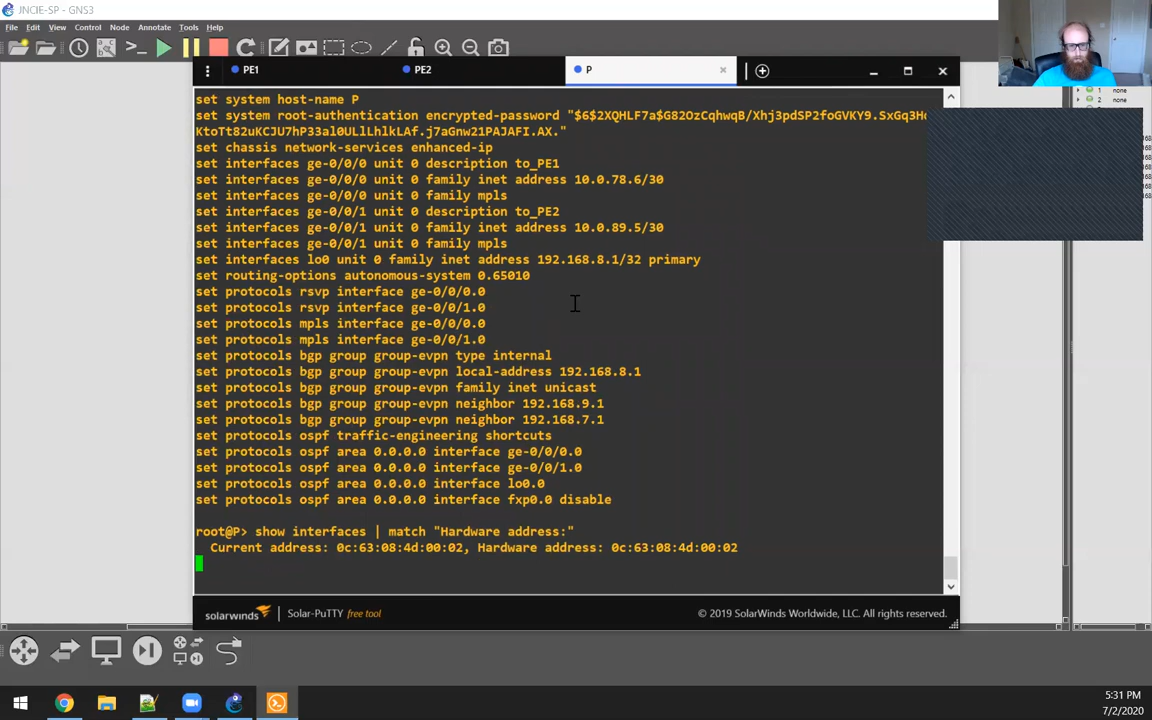 JNCIE-SP - GNS3
File Edit View Control Node Annotate Tools Help
PE1 PE2 P
set system host-name P
set system root-authentication encrypted-password "$6$2XQHLF7a$G82OzCqhwqB/Xhj3pdSP2foGVKY9.SxGq3H
KtoTt82uKCJU7hP33al0ULlLhlkLAf.j7aGnw21PAJAFI.AX."
set chassis network-services enhanced-ip
set interfaces ge-0/0/0 unit 0 description to_PE1
set interfaces ge-0/0/0 unit 0 family inet address 10.0.78.6/30
set interfaces ge-0/0/0 unit 0 family mpls
set interfaces ge-0/0/1 unit 0 description to_PE2
set interfaces ge-0/0/1 unit 0 family inet address 10.0.89.5/30
set interfaces ge-0/0/1 unit 0 family mpls
set interfaces lo0 unit 0 family inet address 192.168.8.1/32 primary
set routing-options autonomous-system 0.65010
set protocols rsvp interface ge-0/0/0.0
set protocols rsvp interface ge-0/0/1.0
set protocols mpls interface ge-0/0/0.0
set protocols mpls interface ge-0/0/1.0
set protocols bgp group group-evpn type internal
set protocols bgp group group-evpn local-address 192.168.8.1
set protocols bgp group group-evpn family inet unicast
set protocols bgp group group-evpn neighbor 192.168.9.1
set protocols bgp group group-evpn neighbor 192.168.7.1
set protocols ospf traffic-engineering shortcuts
set protocols ospf area 0.0.0.0 interface ge-0/0/0.0
set protocols ospf area 0.0.0.0 interface ge-0/0/1.0
set protocols ospf area 0.0.0.0 interface lo0.0
set protocols ospf area 0.0.0.0 interface fxp0.0 disable
root@P> show interfaces | match "Hardware address:"
Current address: 0c:63:08:4d:00:02, Hardware address: 0c:63:08:4d:00:02
solarwinds Solar-PuTTY free tool © 2019 SolarWinds Worldwide, LLC. All rights reserved.
1 none
2 none
5:31 PM
7/2/2020